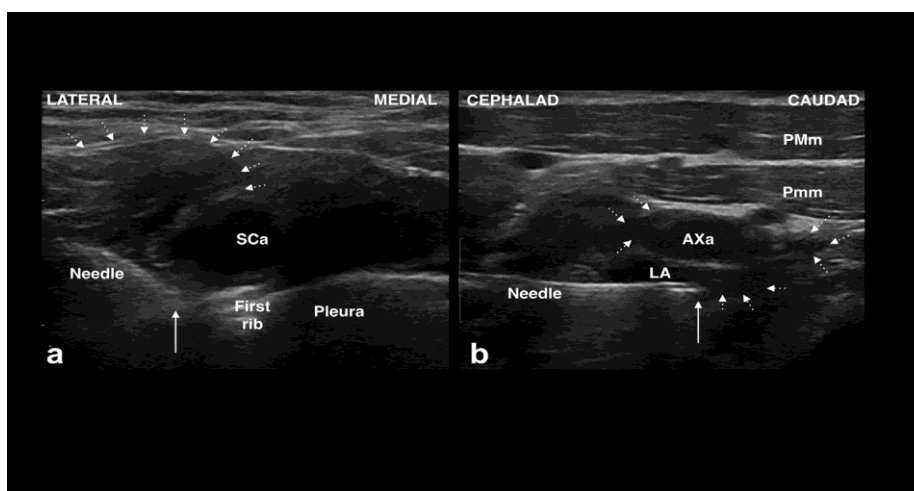 LATERAL MEDIAL
SCa
Needle
First
rib
Pleura
a
CEPHALAD CAUDAD
PMm
Pmm
AXa
LA
Needle
b